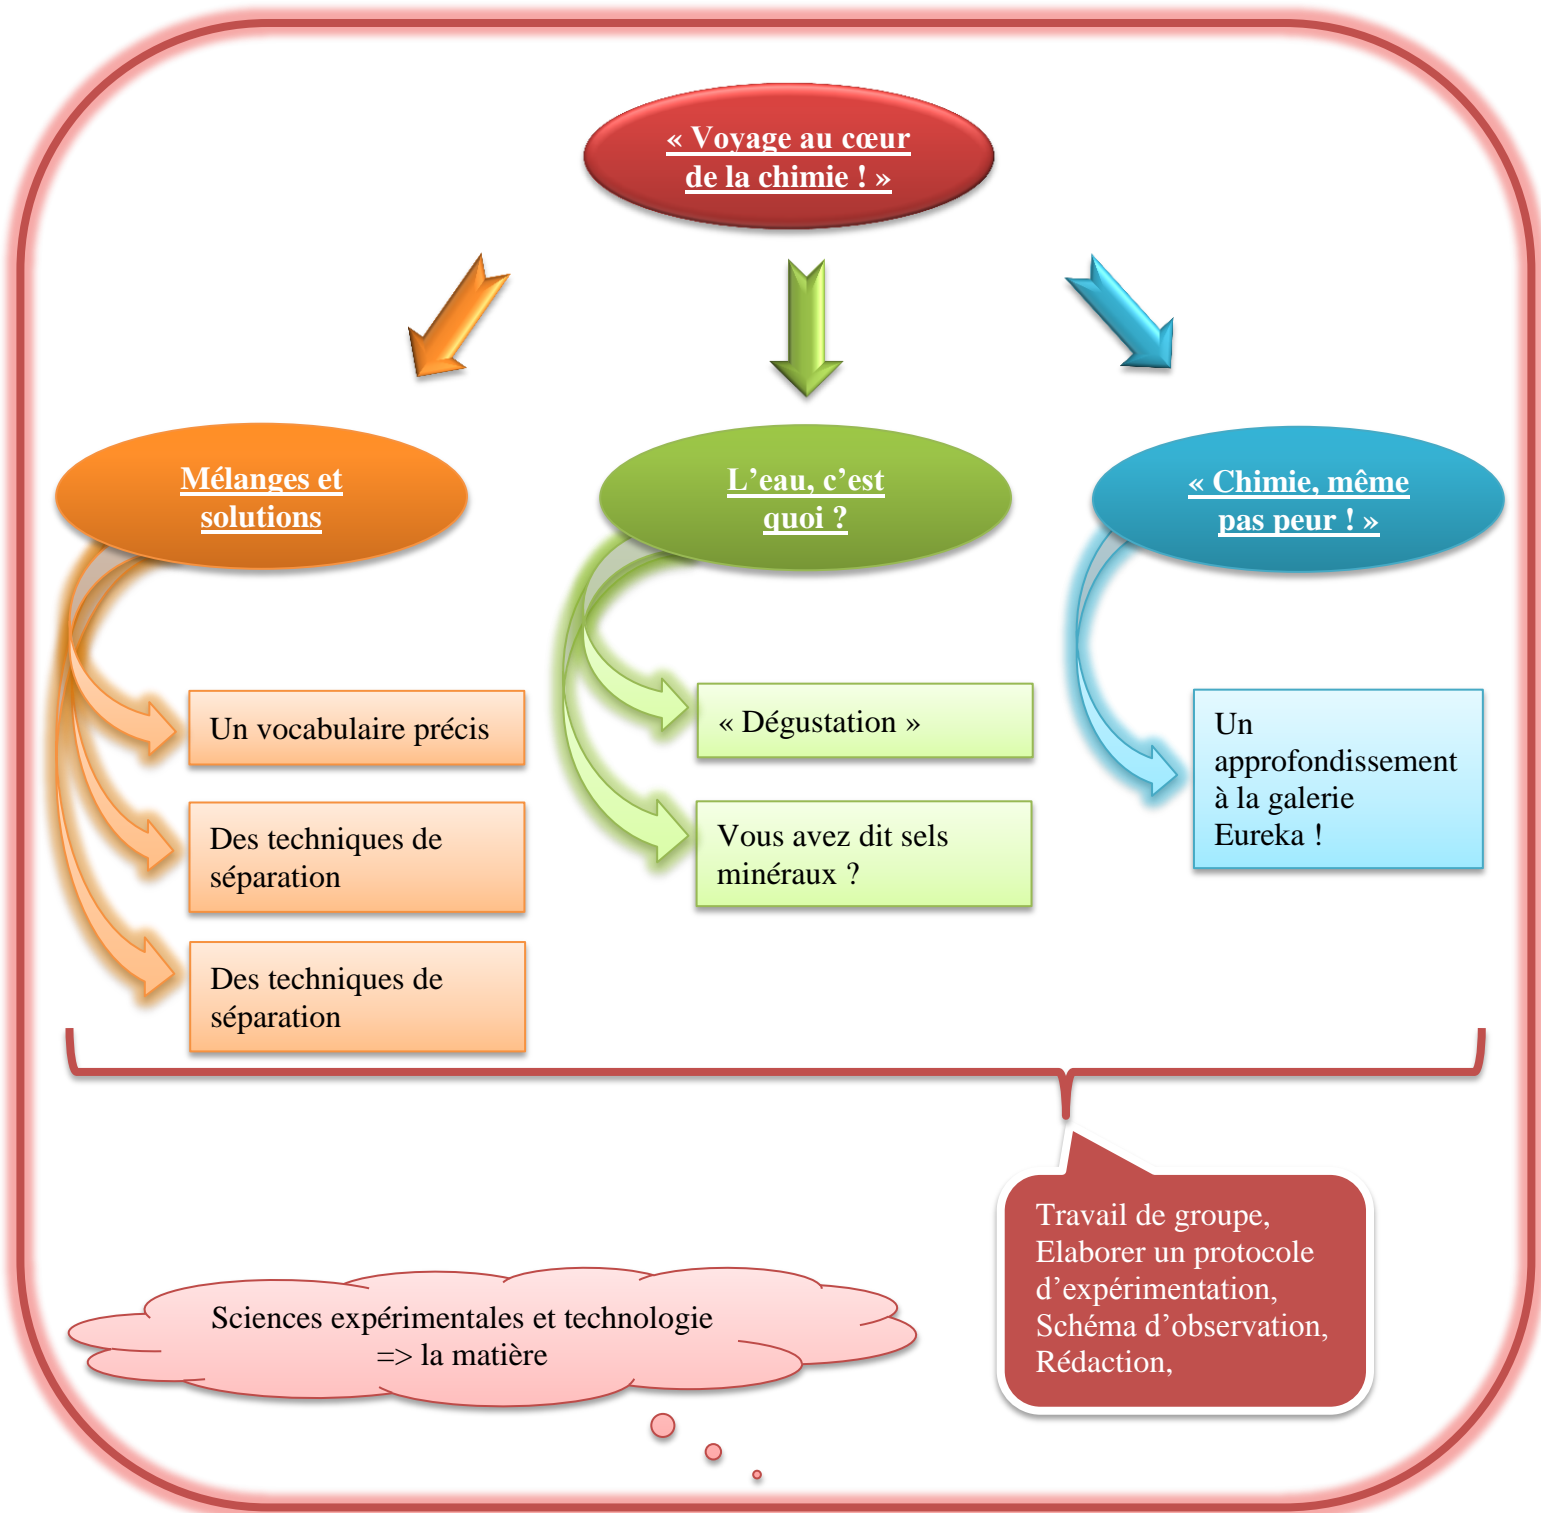 « Voyage au cœur
de la chimie ! »
Mélanges et
solutions
L’eau, c’est
quoi ?
« Chimie, même
pas peur ! »
Un vocabulaire précis
Des techniques de
séparation
Des techniques de
séparation
« Dégustation »
Vous avez dit sels
minéraux ?
Un
approfondissement
à la galerie
Eureka !
Travail de groupe,
Elaborer un protocole
d’expérimentation,
Schéma d’observation,
Rédaction,
Sciences expérimentales et technologie
=> la matière